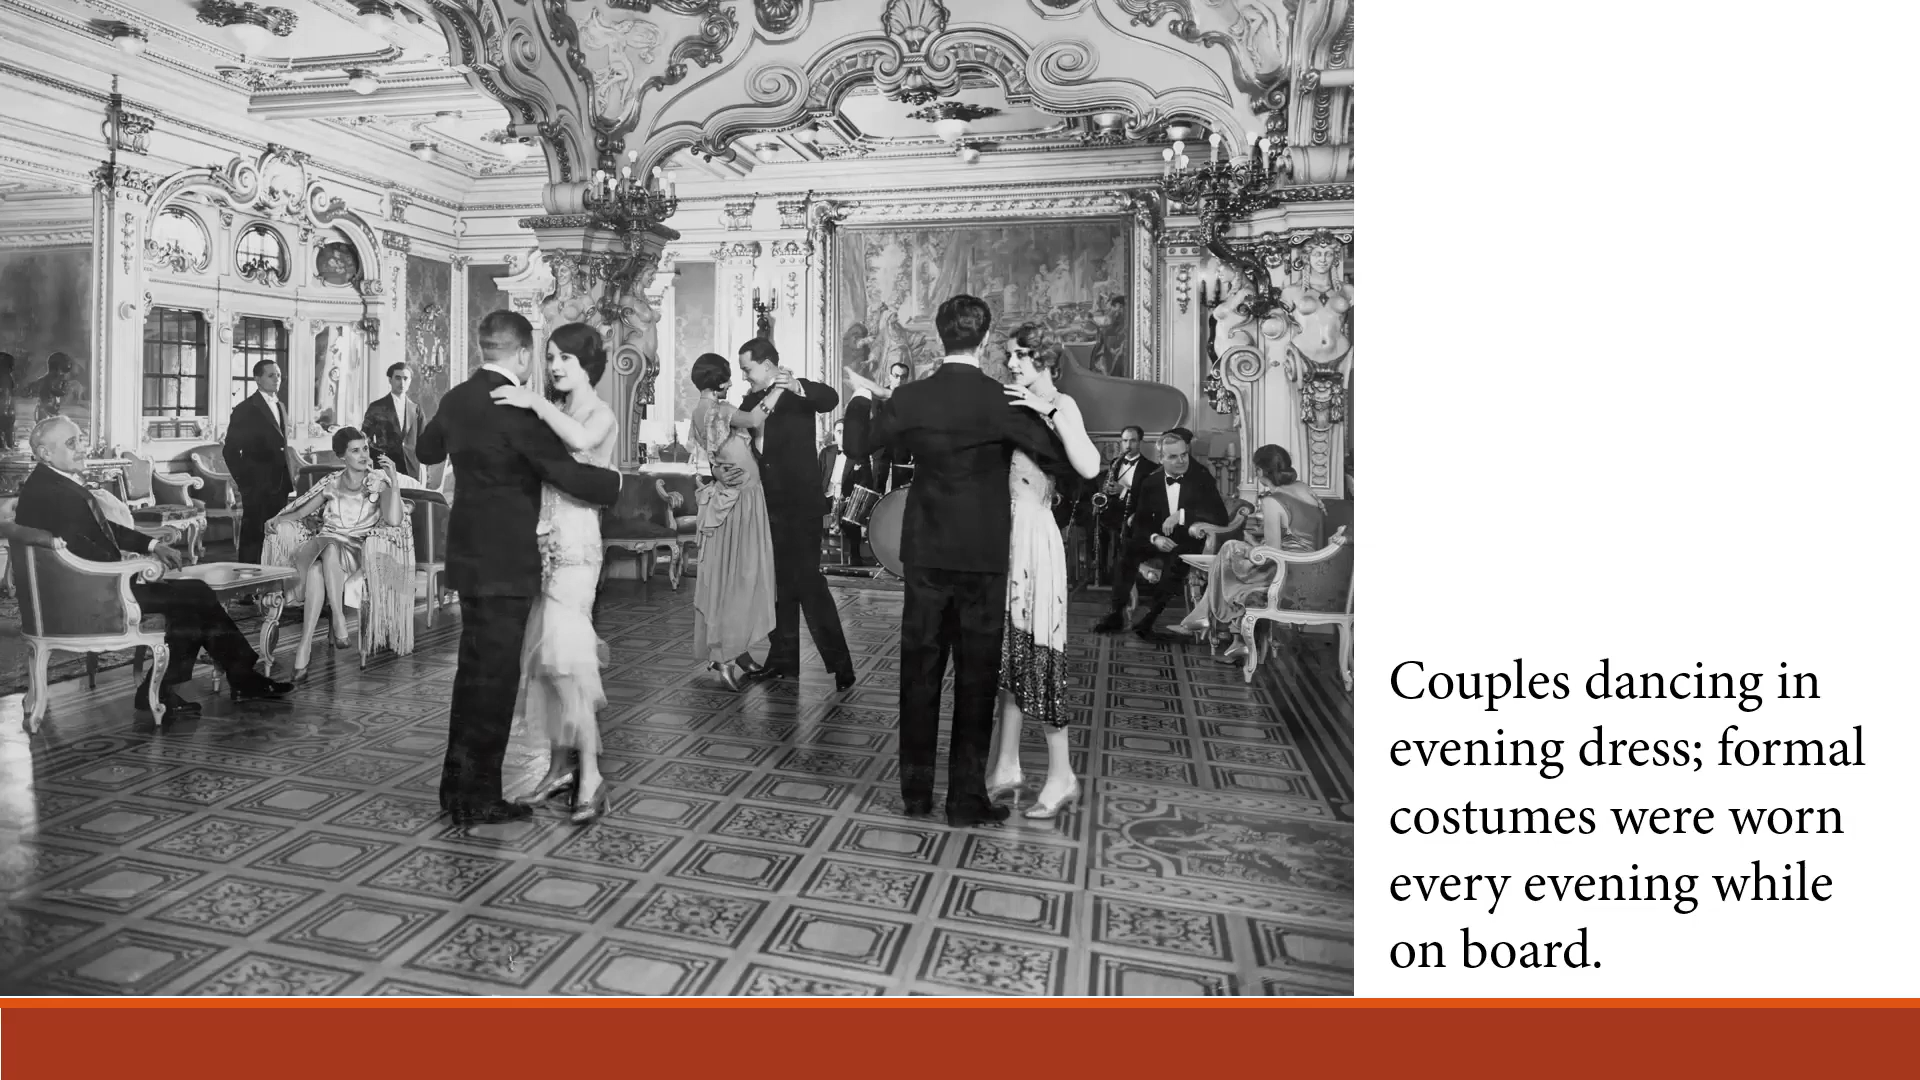 Couples dancing in
evening dress; formal
costumes were worn
every evening while
on board.